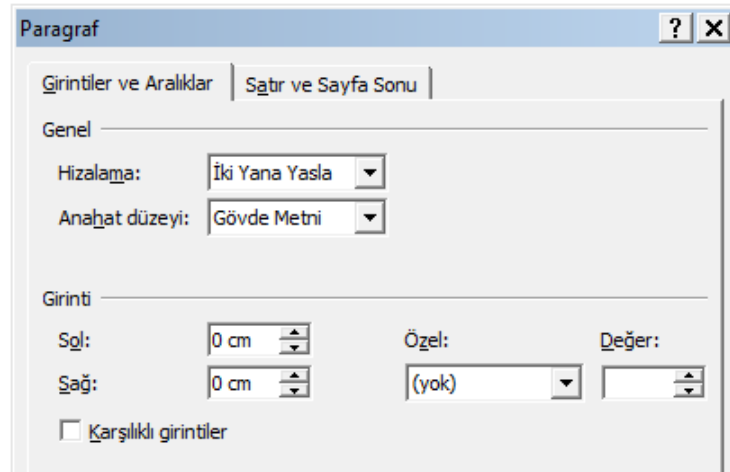 Paragraf
Girintiler ve Aralıklar Satır ve Sayfa Sonu
Genel
Hizalama: İki Yana Yasla
Anahat düzeyi: Gövde Metni
Girinti
Sol: 0 cm Özel: Değer:
Sağ: 0 cm (yok)
Karşılıklı girintiler